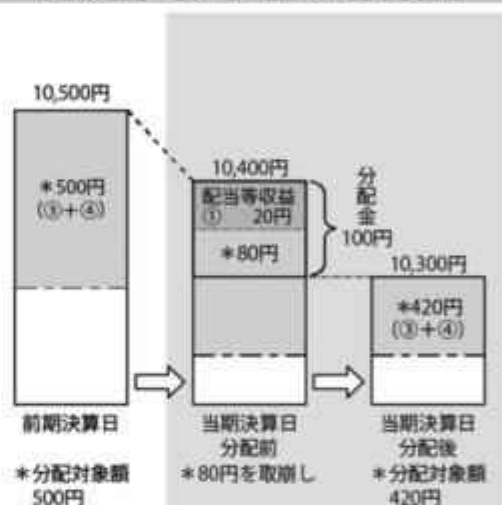 10,500円
＊500円
(③+④)
前期決算日
＊分配対象額
500円
10,400円
配当等収益
① 20円
＊80円
分配金
100円
当期決算日
分配前
＊80円を取崩し
10,300円
＊420円
(③+④)
当期決算日
分配後
＊分配対象額
420円